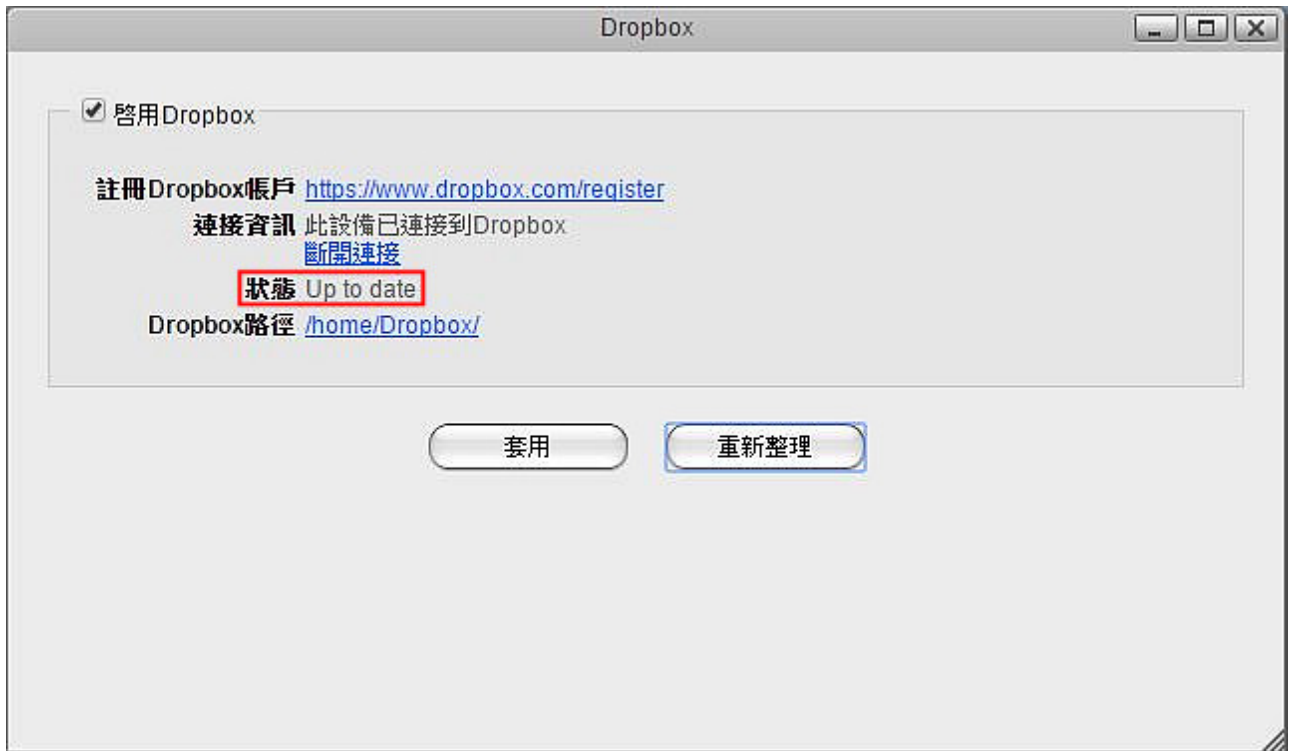 Dropbox
啓用Dropbox
註冊Dropbox帳戶 https://www.dropbox.com/register
連接資訊 此設備已連接到Dropbox
斷開連接
狀態 Up to date
Dropbox路徑 /home/Dropbox/
套用 重新整理